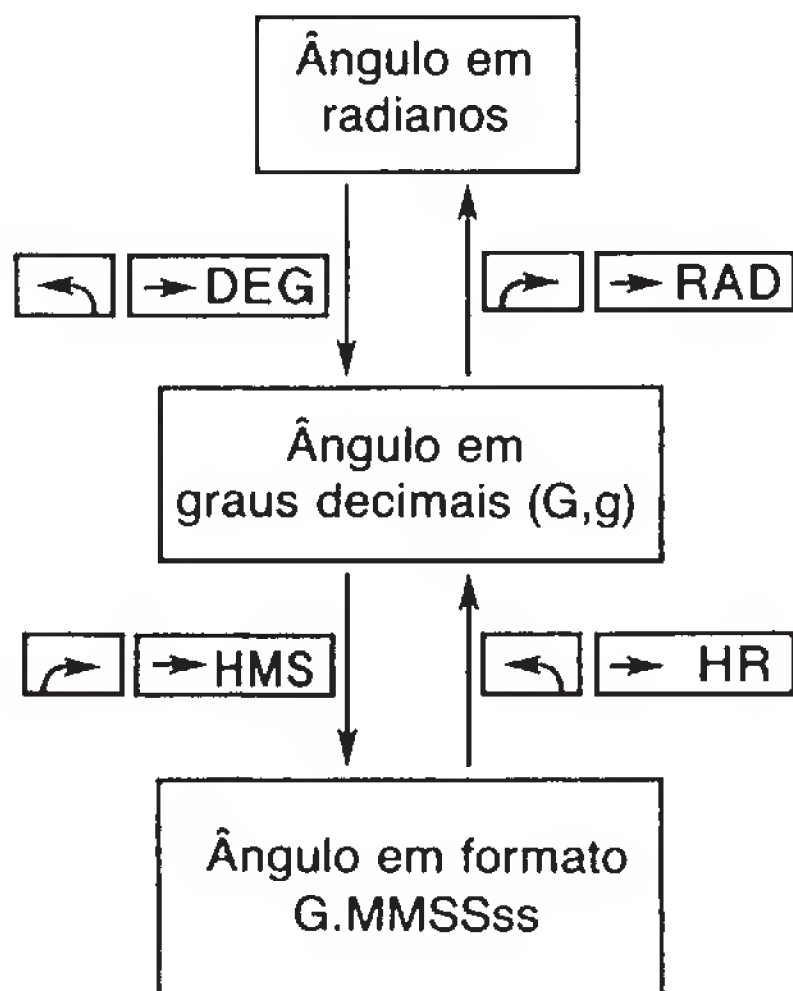 Ângulo em
radianos
→ DEG
→ RAD
Ângulo em
graus decimais (G,g)
→ HMS
→ HR
Ângulo em formato
G.MMSSss